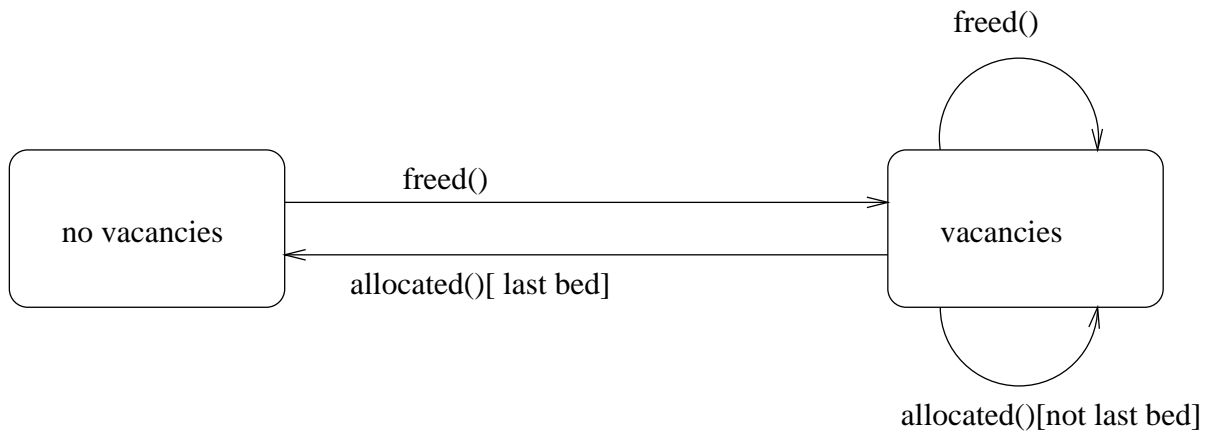 freed()
freed()
no vacancies
vacancies
allocated()[ last bed]
allocated()[not last bed]